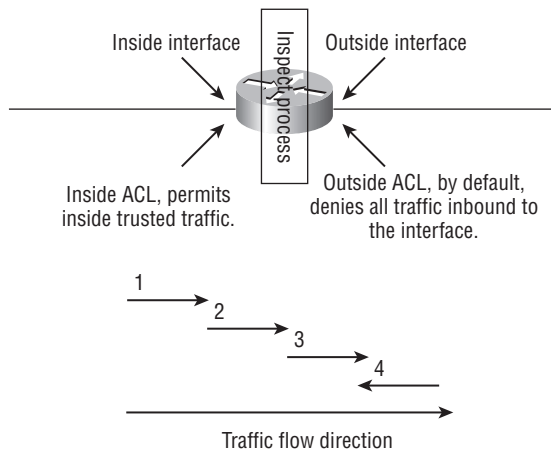 Inside interface
Inspect process
Outside interface
Inside ACL, permits
inside trusted traffic.
Outside ACL, by default,
denies all traffic inbound to
the interface.
1
2
3
4
Traffic flow direction